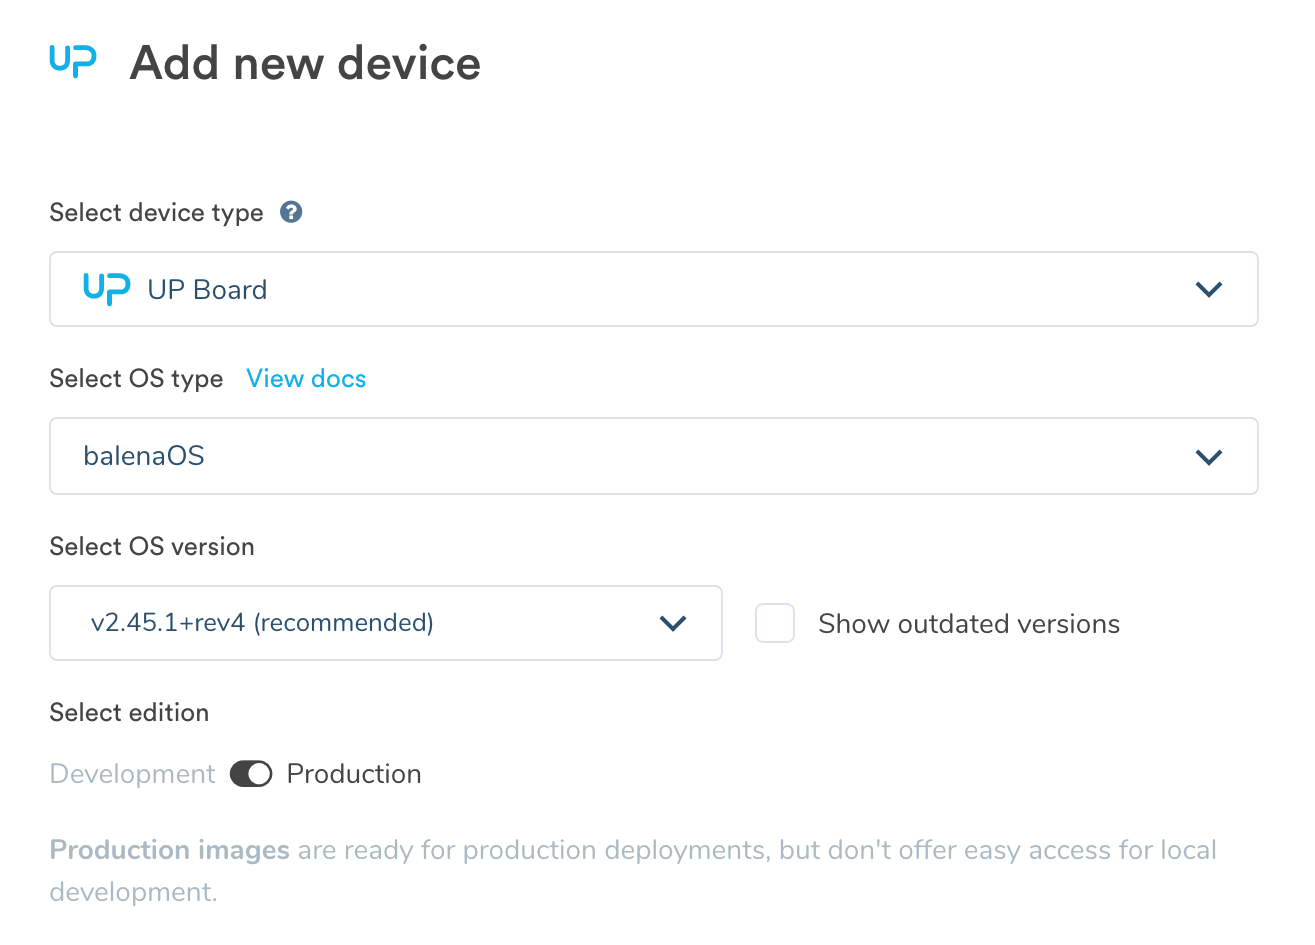 UP Add new device
Select device type ?
UP UP Board
Select OS type View docs
balenaOS
Select OS version
v2.45.1+rev4 (recommended) Show outdated versions
Select edition
Development Production
Production images are ready for production deployments, but don't offer easy access for local
development.